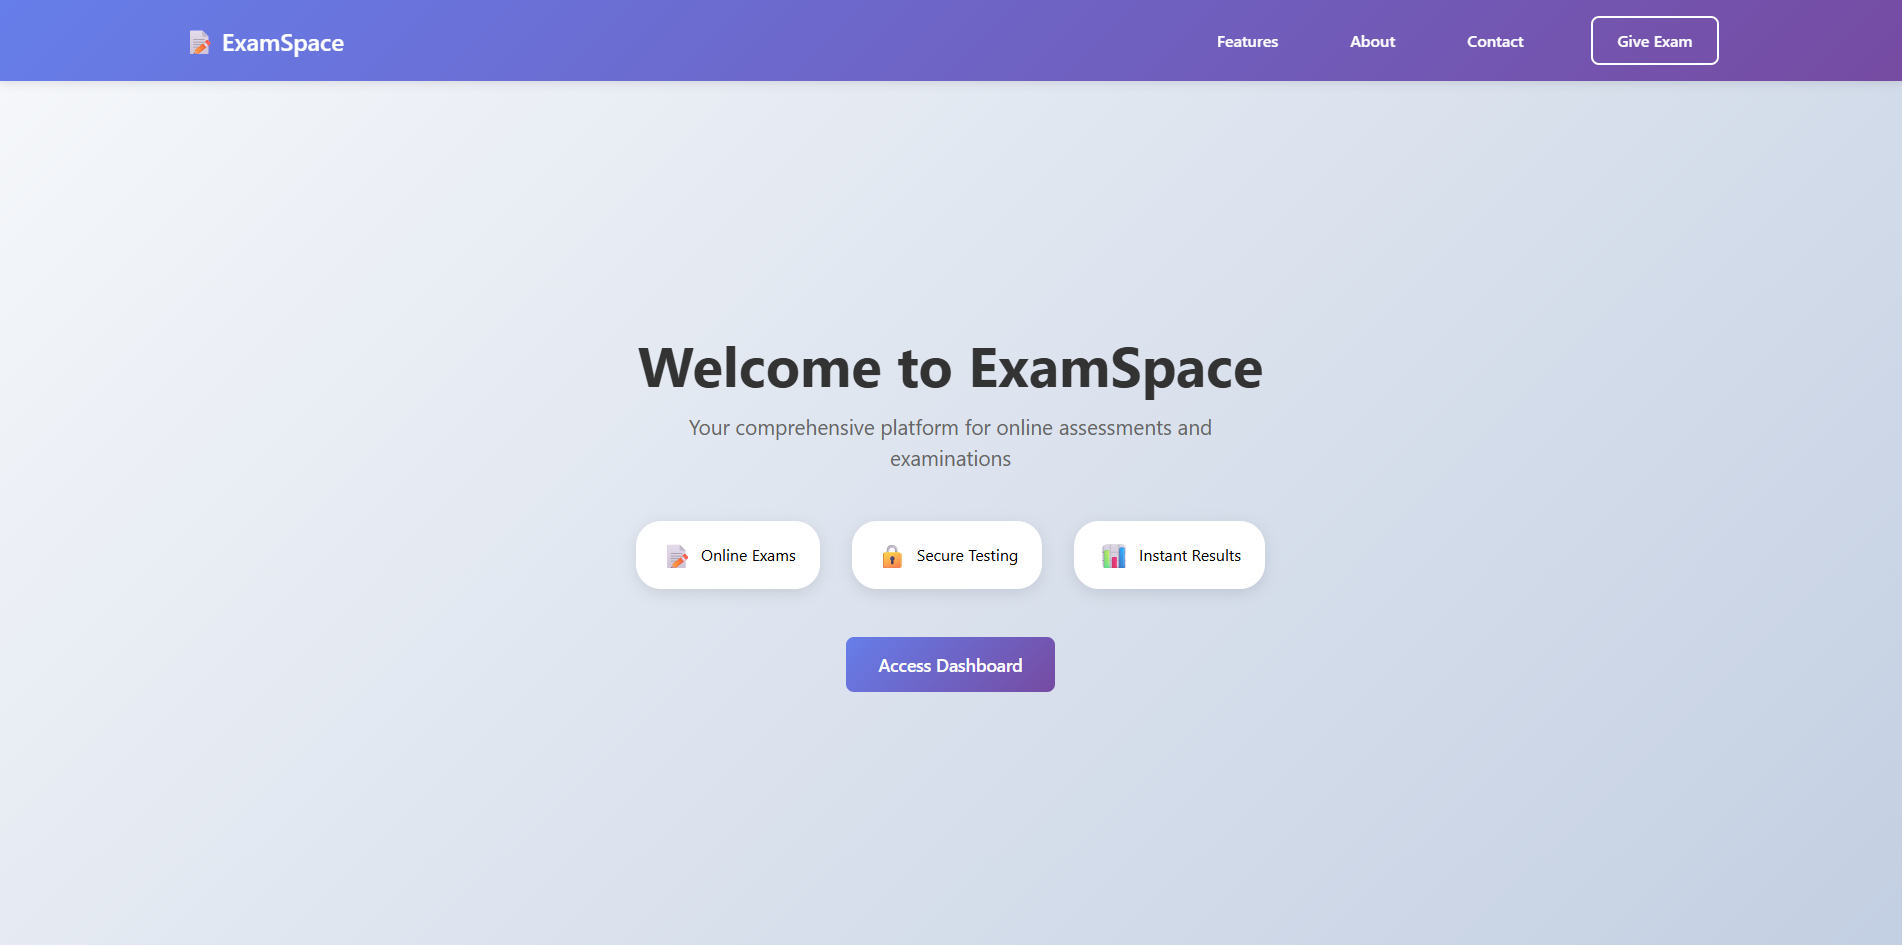 ExamSpace
Features
About
Contact
Give Exam
Welcome to ExamSpace
Your comprehensive platform for online assessments and
examinations
Online Exams
Secure Testing
Instant Results
Access Dashboard